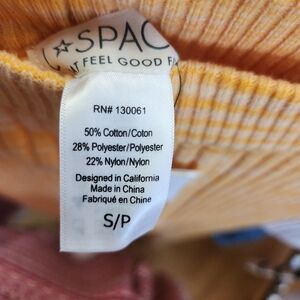 ☆SPAC
FEEL GOOD F
RN# 130061
50% Cotton/Coton
28% Polyester/Polyester
22% Nylon/Nylon
Designed in California
Made in China
Fabriqué en Chine
S/P